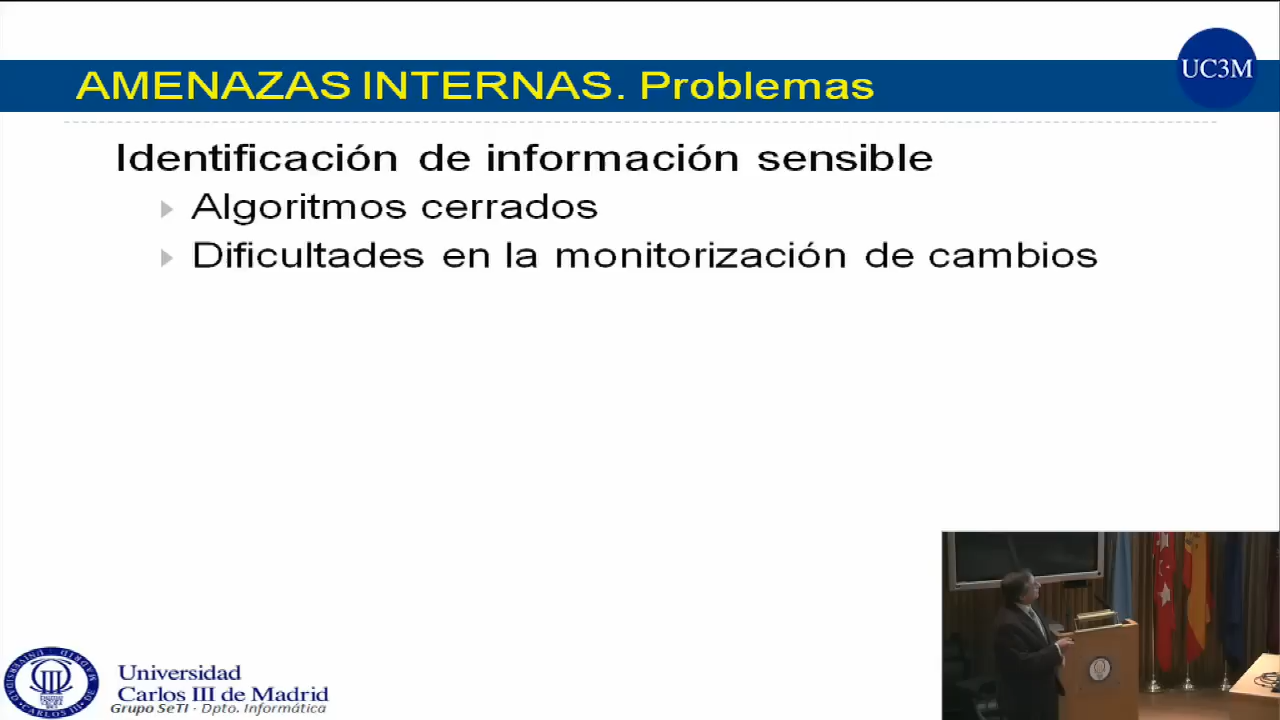 AMENAZAS INTERNAS. Problemas
UC3M
Identificación de información sensible
Algoritmos cerrados
Dificultades en la monitorización de cambios
Universidad
Carlos III de Madrid
Grupo SeTI - Dpto. Informática